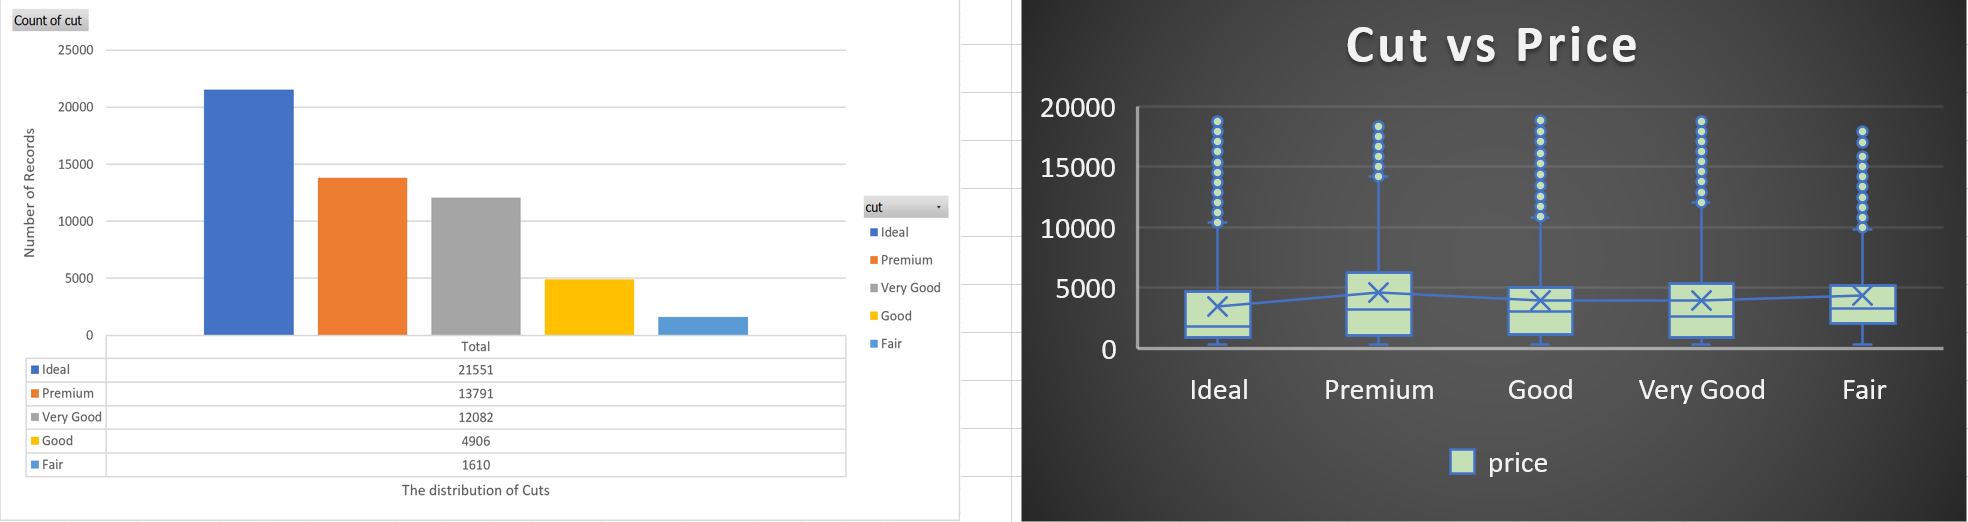 Count of cut
25000
20000
15000
10000
5000
0
Number of Records
Total
Ideal 21551
Premium 13791
Very Good 12082
Good 4906
Fair 1610
The distribution of Cuts
cut
Ideal
Premium
Very Good
Good
Fair
Cut vs Price
20000
15000
10000
5000
0
Ideal Premium Good Very Good Fair
price